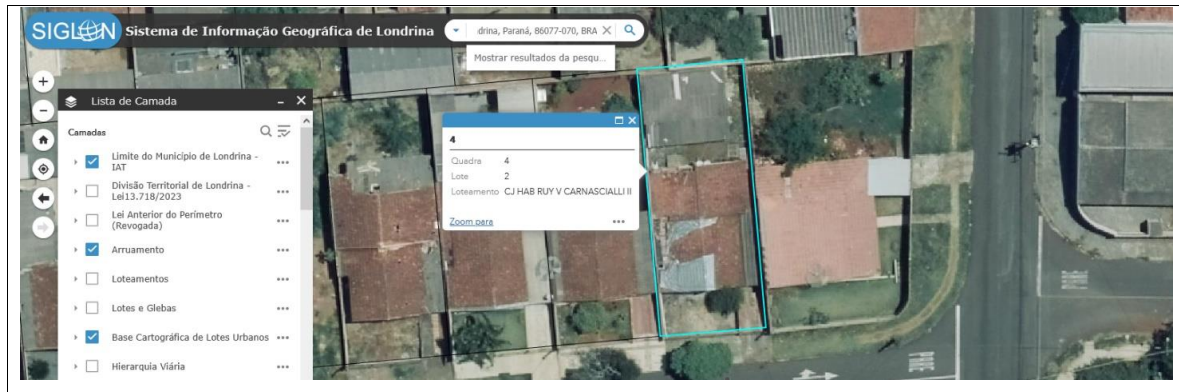 SIGLON Sistema de Informação Geográfica de Londrina
drina, Paraná, 86077-070, BRA
Mostrar resultados da pesqu...
Lista de Camada
Camadas
Limite do Município de Londrina -
IAT
Divisão Territorial de Londrina -
Lei13.718/2023
Lei Anterior do Perímetro
(Revogada)
Arruamento
Loteamentos
Lotes e Glebas
Base Cartográfica de Lotes Urbanos
Hierarquia Viária
4
Quadra 4
Lote 2
Loteamento CJ HAB RUY V CARNASCIALLI II
Zoom para
PARE
PARE